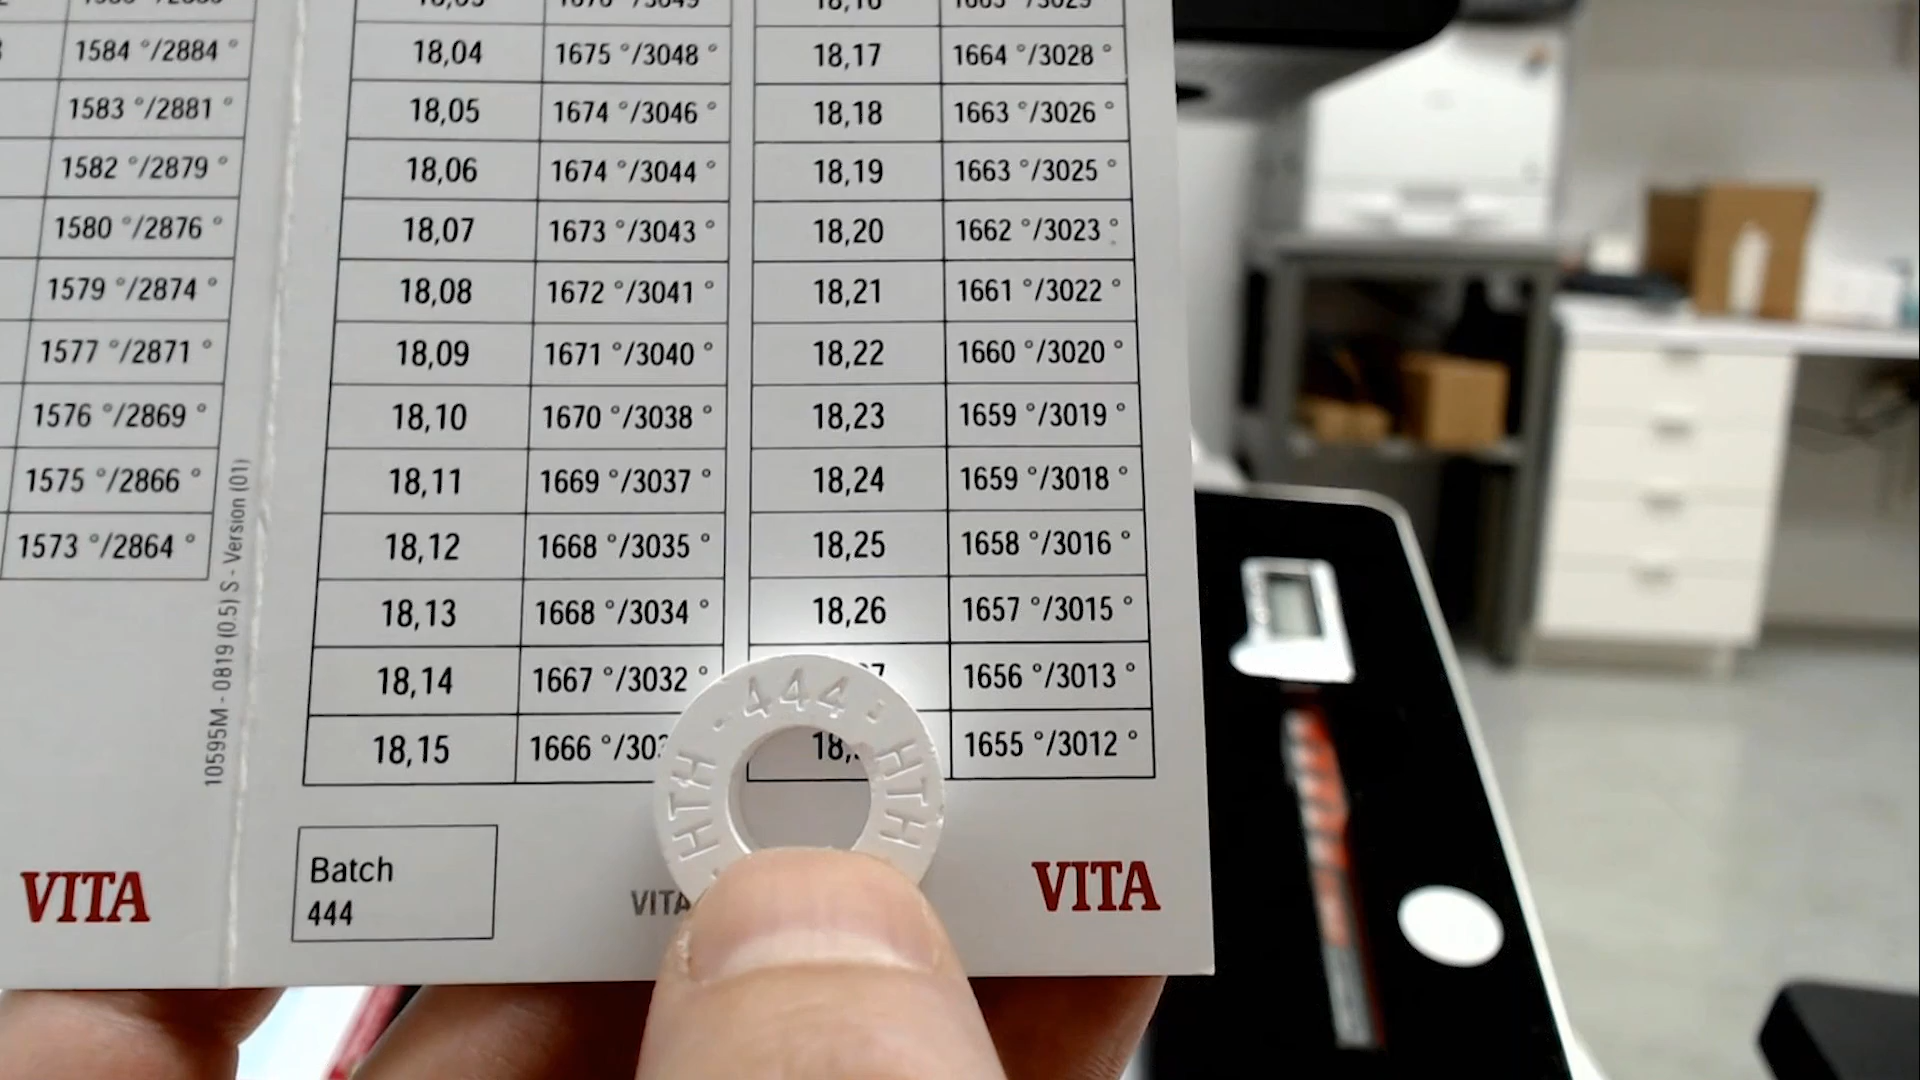 1584 °/2884 °
1583 °/2881 °
1582 °/2879 °
1580 °/2876 °
1579 °/2874 °
1577 °/2871 °
1576 °/2869 °
1575 °/2866 °
1573 °/2864 °
10595M - 0819 (0.5) S - Version (01)
VITA
18,04 1675 °/3048 °
18,05 1674 °/3046 °
18,06 1674 °/3044 °
18,07 1673 °/3043 °
18,08 1672 °/3041 °
18,09 1671 °/3040 °
18,10 1670 °/3038 °
18,11 1669 °/3037 °
18,12 1668 °/3035 °
18,13 1668 °/3034 °
18,14 1667 °/3032 °
18,15 1666 °/303
18,17 1664 °/3028 °
18,18 1663 °/3026 °
18,19 1663 °/3025 °
18,20 1662 °/3023 °
18,21 1661 °/3022 °
18,22 1660 °/3020 °
18,23 1659 °/3019 °
18,24 1659 °/3018 °
18,25 1658 °/3016 °
18,26 1657 °/3015 °
7 1656 °/3013 °
18, 1655 °/3012 °
· 444 ·
HTH
HTH
Batch
444
VITA
VITA